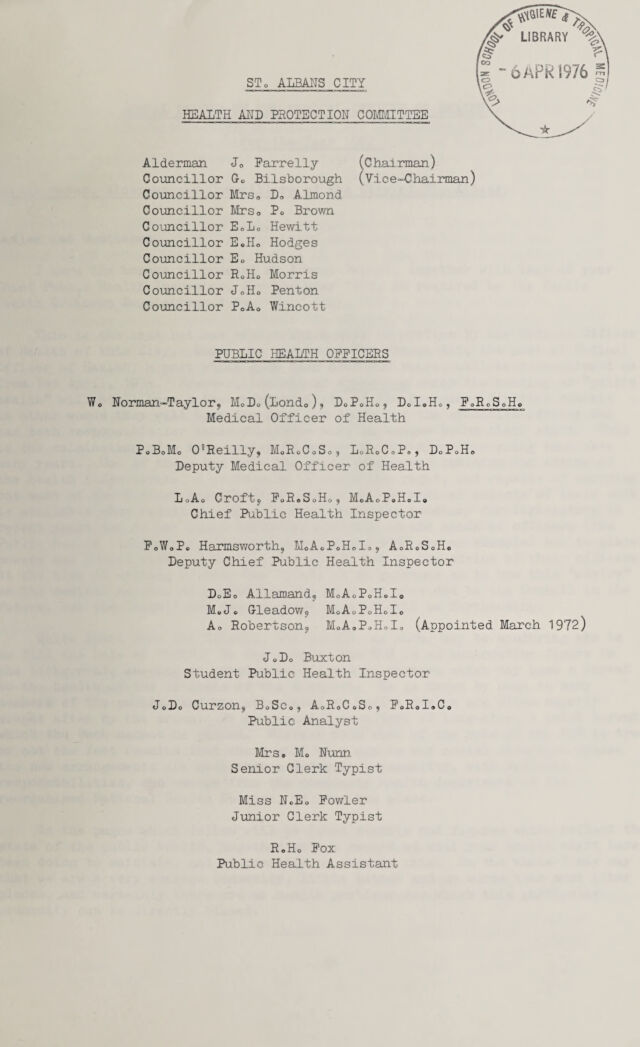 LONDON SCHOOL OF HYGIENE & TROPICAL MEDICINE
LIBRARY
- 6 APR 1976
ST. ALBANS CITY
HEALTH AND PROTECTION COMMITTEE
Alderman J. Farrelly (Chairman)
Councillor G. Bilsborough (Vice-Chairman)
Councillor Mrs. D. Almond
Councillor Mrs. P. Brown
Councillor E.L. Hewitt
Councillor E.H. Hodges
Councillor E. Hudson
Councillor R.H. Morris
Councillor J.H. Penton
Councillor P.A. Wincott
PUBLIC HEALTH OFFICERS
W. Norman-Taylor, M.D.(Lond.), D.P.H., D.I.H., F.R.S.H.
Medical Officer of Health
P.B.M. O'Reilly, M.R.C.S., L.R.C.P., D.P.H.
Deputy Medical Officer of Health
L.A. Croft, F.R.S.H., M.A.P.H.I.
Chief Public Health Inspector
F.W.P. Harmsworth, M.A.P.H.I., A.R.S.H.
Deputy Chief Public Health Inspector
D.E. Allamand, M.A.P.H.I.
M.J. Gleadow, M.A.P.H.I.
A. Robertson, M.A.P.H.I. (Appointed March 1972)
J.D. Buxton
Student Public Health Inspector
J.D. Curzon, B.Sc., A.R.C.S., F.R.I.C.
Public Analyst
Mrs. M. Nunn
Senior Clerk Typist
Miss N.E. Fowler
Junior Clerk Typist
R.H. Fox
Public Health Assistant